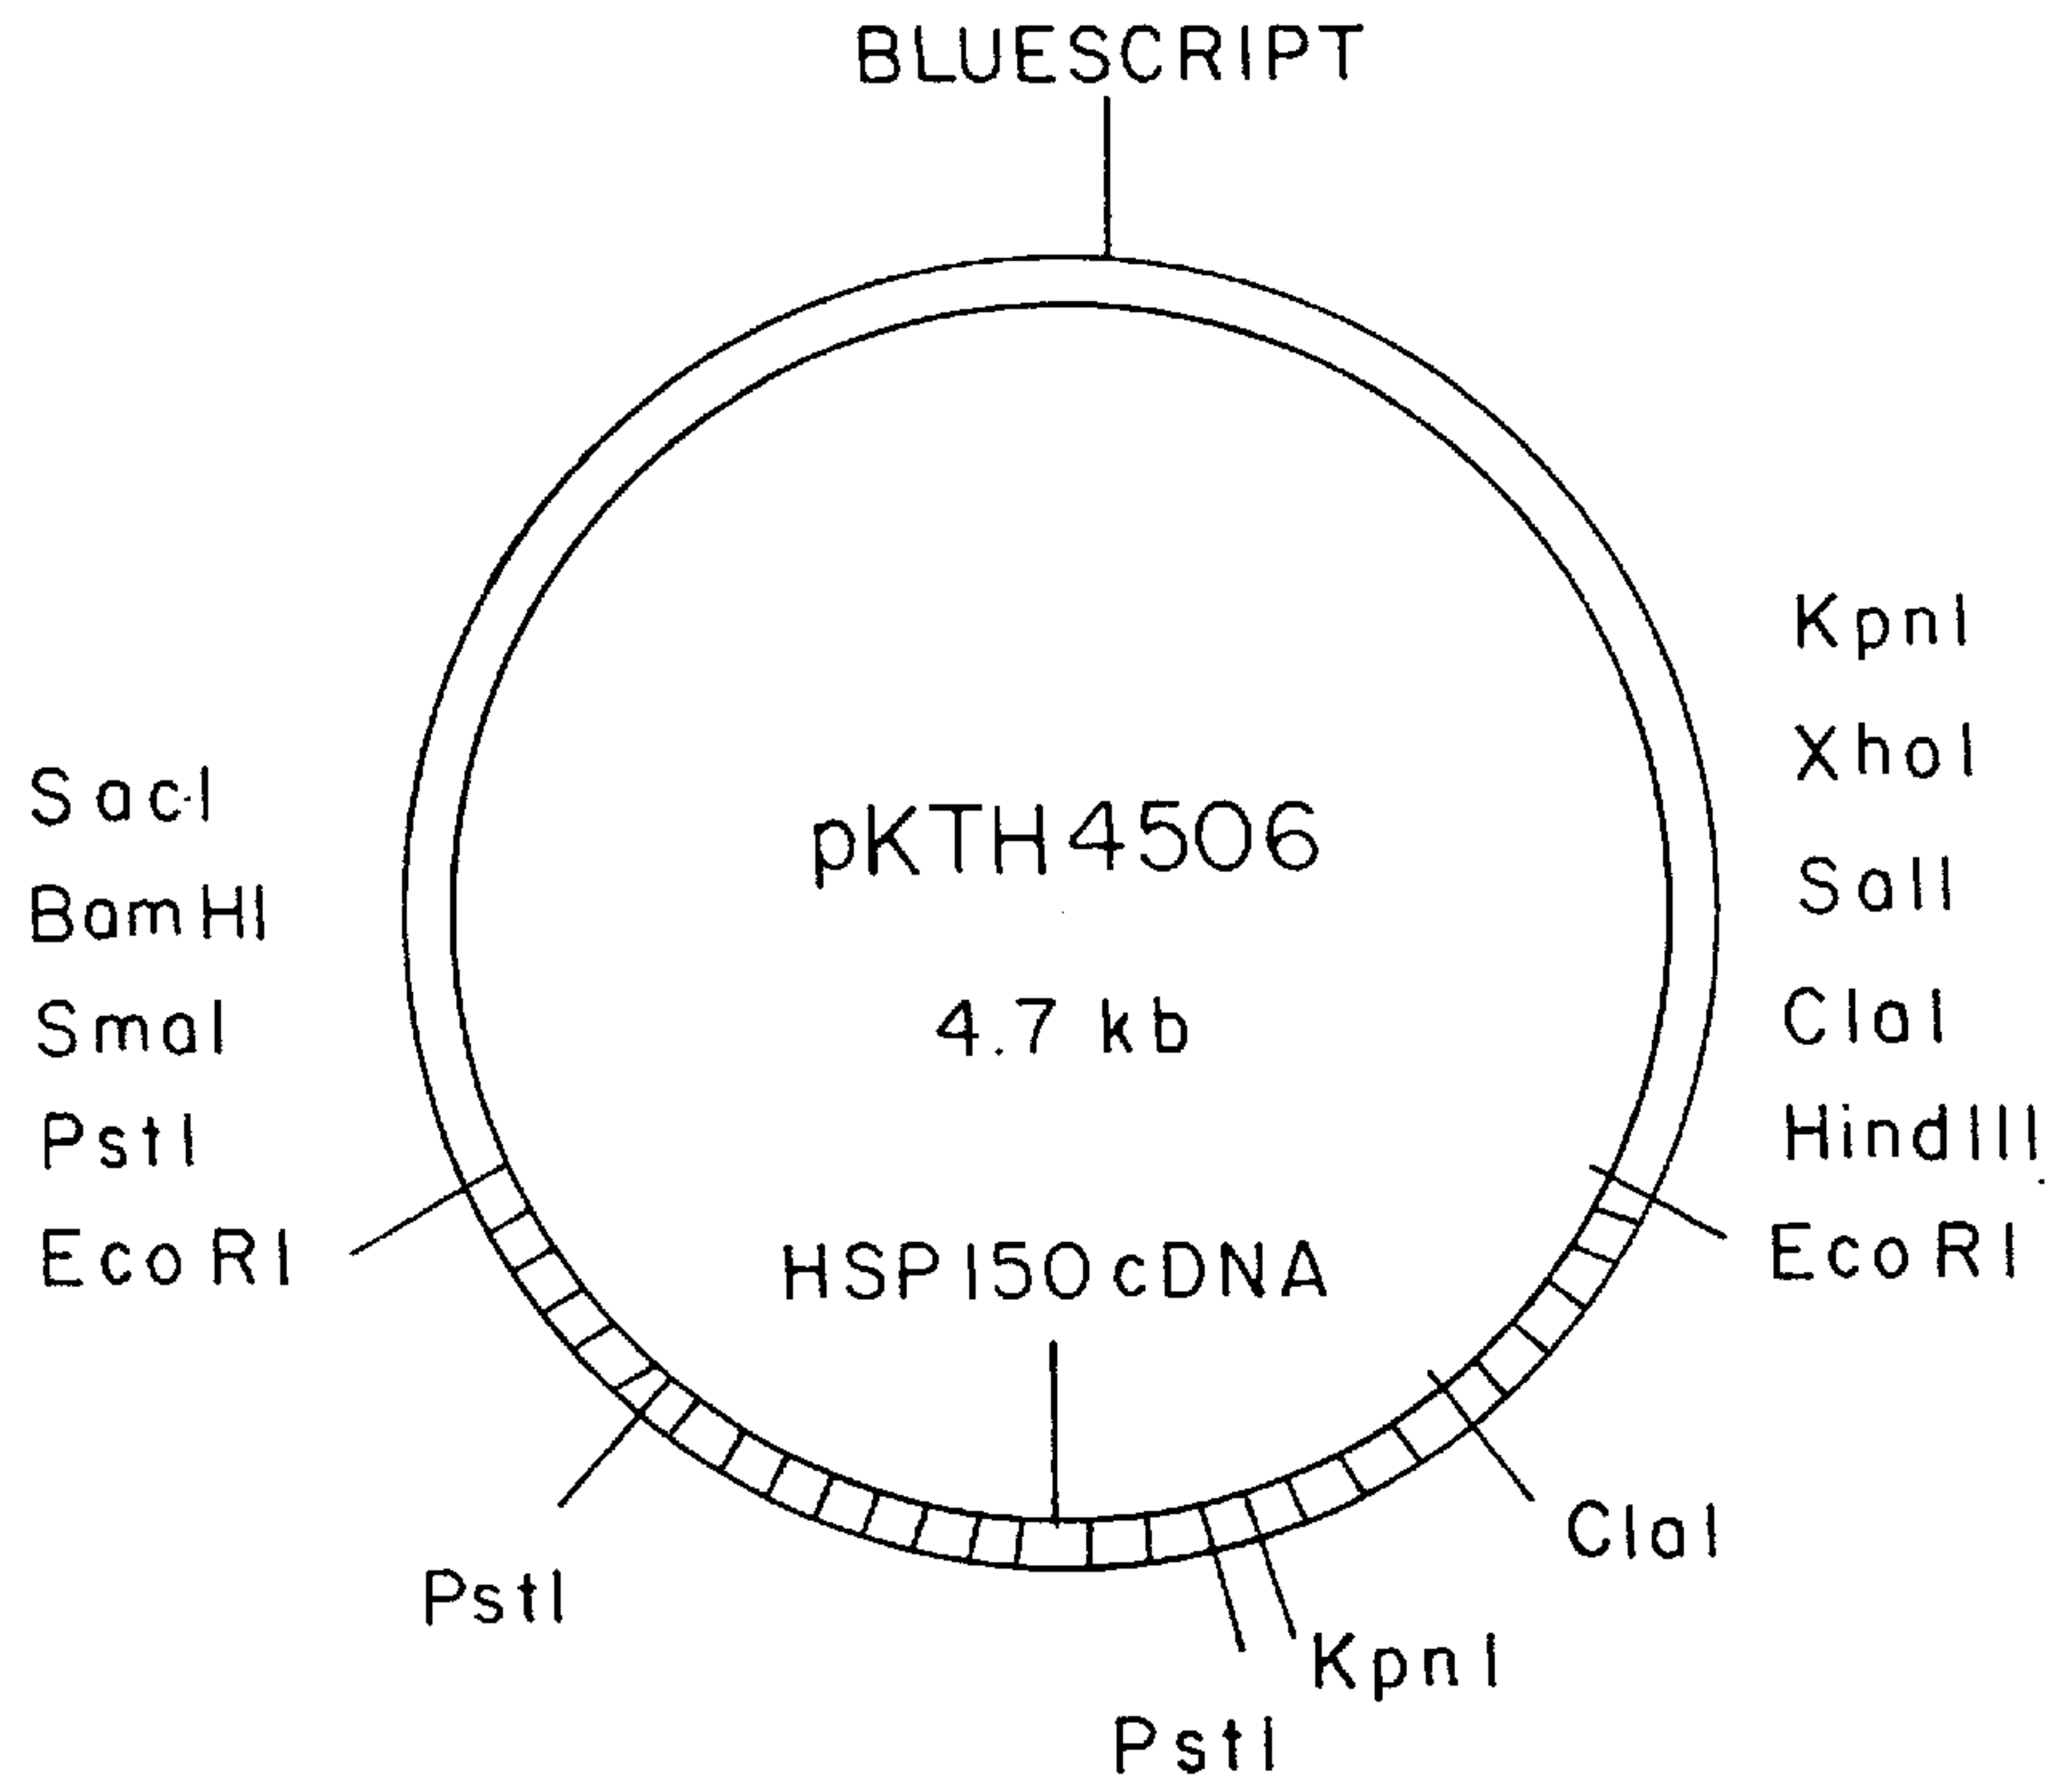 BLUESCRIPT
KpnI
XhoI
SacI
SalI
pKTH4506
BamHI
ClaI
SmaI
4.7 kb
PstI
HindIII
EcoRI
HSP150cDNA
EcoRI
ClaI
PstI
KpnI
PstI